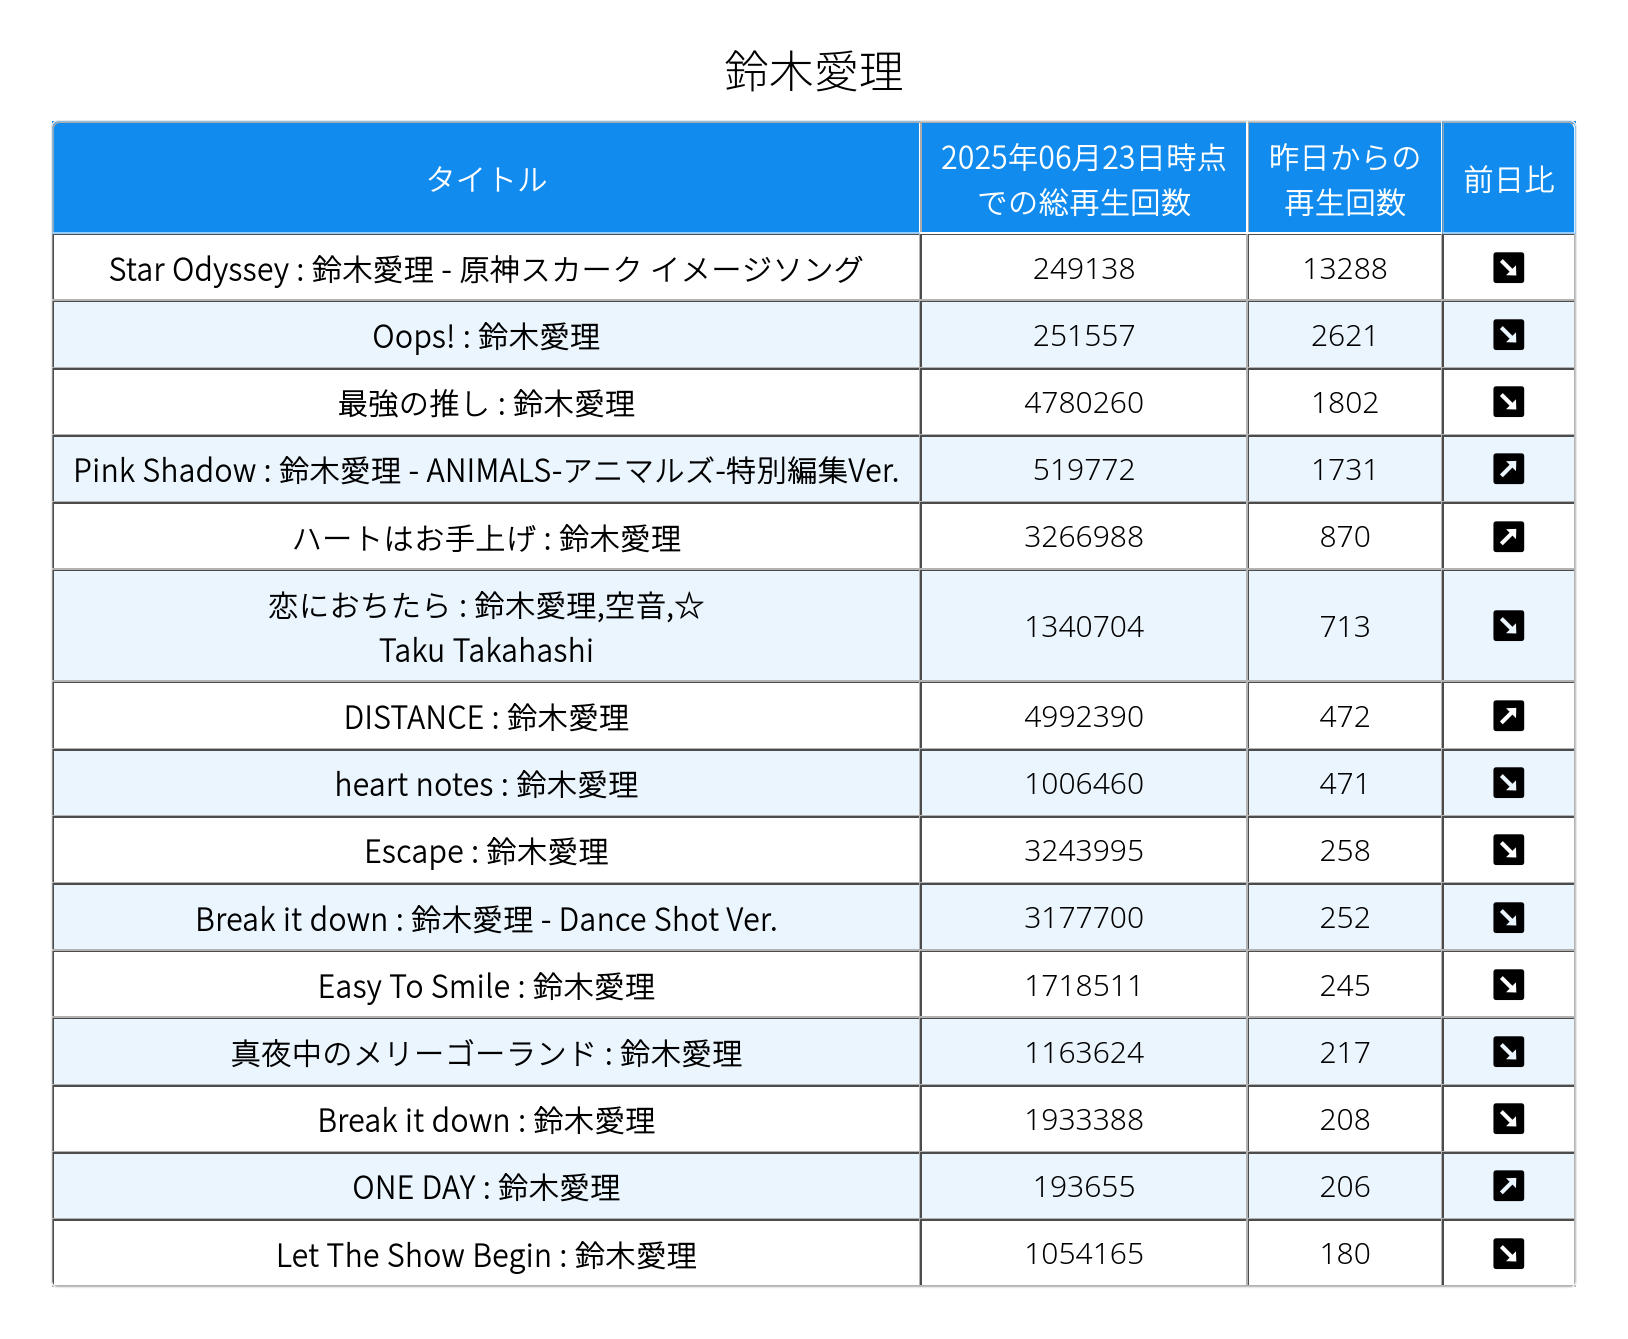 鈴木愛理
タイトル
2025年06月23日時点
での総再生回数
昨日からの
再生回数
前日比
Star Odyssey : 鈴木愛理 - 原神スカーク イメージソング 249138 13288
Oops! : 鈴木愛理 251557 2621
最強の推し : 鈴木愛理 4780260 1802
Pink Shadow : 鈴木愛理 - ANIMALS-アニマルズ-特別編集Ver. 519772 1731
ハートはお手上げ : 鈴木愛理 3266988 870
恋におちたら : 鈴木愛理,空音,☆
Taku Takahashi
1340704 713
DISTANCE : 鈴木愛理 4992390 472
heart notes : 鈴木愛理 1006460 471
Escape : 鈴木愛理 3243995 258
Break it down : 鈴木愛理 - Dance Shot Ver. 3177700 252
Easy To Smile : 鈴木愛理 1718511 245
真夜中のメリーゴーランド : 鈴木愛理 1163624 217
Break it down : 鈴木愛理 1933388 208
ONE DAY : 鈴木愛理 193655 206
Let The Show Begin : 鈴木愛理 1054165 180